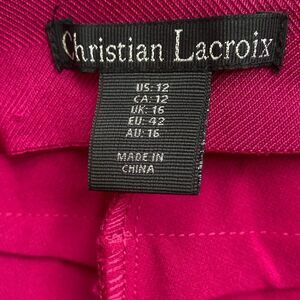 Christian Lacroix
US: 12
CA: 12
UK: 16
EU: 42
AU: 16
MADE IN
CHINA